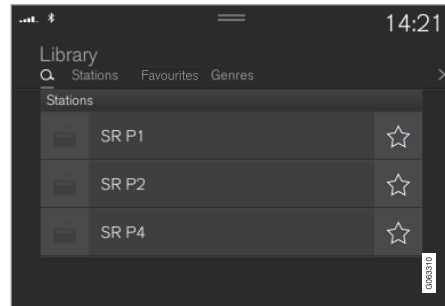 14:21
Library
Stations Favourites Genres
Stations
SR P1
SR P2
SR P4
G063310